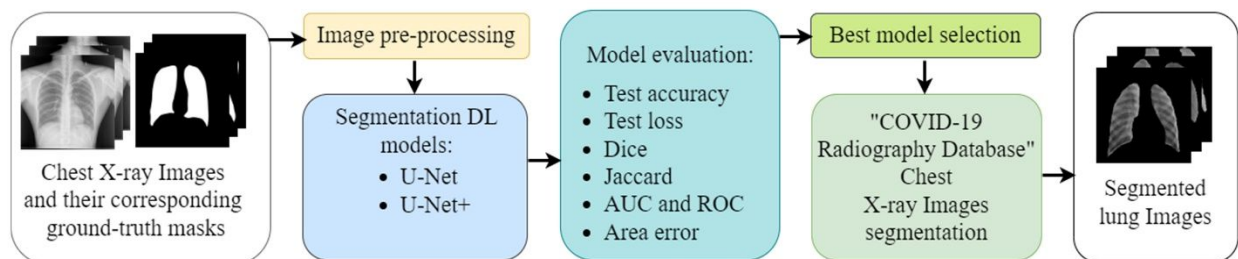 Chest X-ray Images
and their corresponding
ground-truth masks
Image pre-processing
Segmentation DL
models:
• U-Net
• U-Net+
Model evaluation:
• Test accuracy
• Test loss
• Dice
• Jaccard
• AUC and ROC
• Area error
Best model selection
"COVID-19
Radiography Database"
Chest
X-ray Images
segmentation
Segmented
lung Images